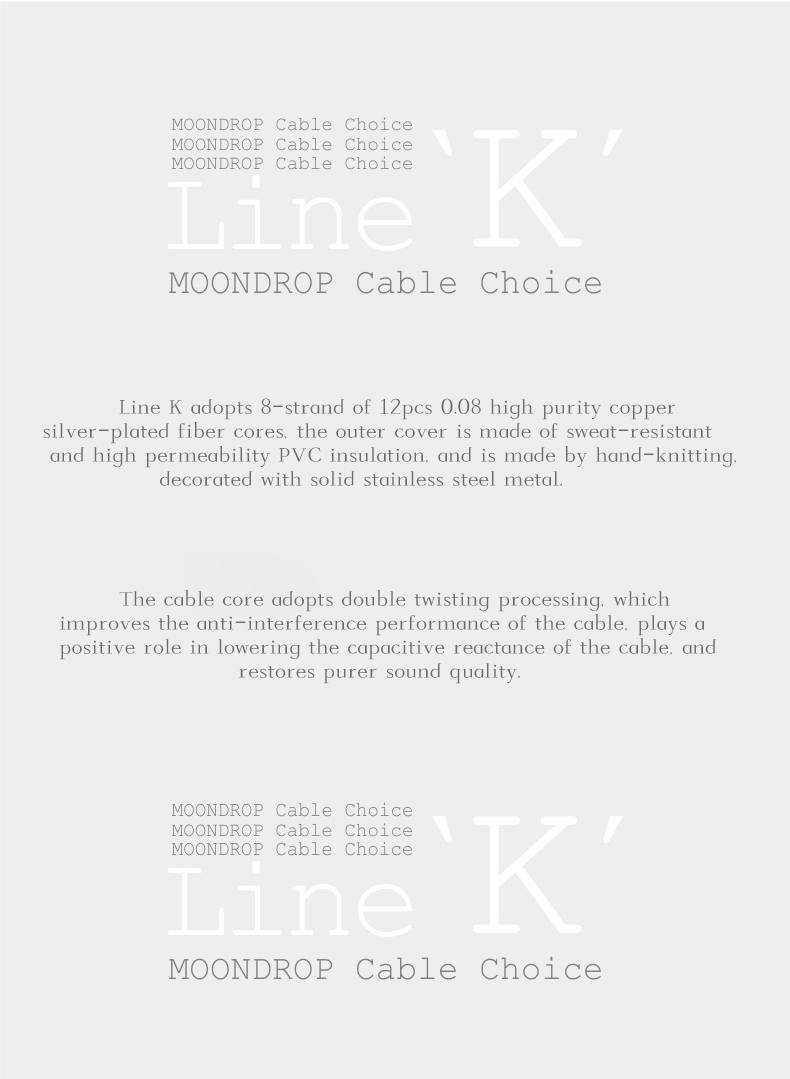 MOONDROP Cable Choice
MOONDROP Cable Choice
MOONDROP Cable Choice
Line ‘K’
MOONDROP Cable Choice
Line K adopts 8-strand of 12pcs 0.08 high purity copper
silver-plated fiber cores, the outer cover is made of sweat-resistant
and high permeability PVC insulation, and is made by hand-knitting,
decorated with solid stainless steel metal.
The cable core adopts double twisting processing, which
improves the anti-interference performance of the cable, plays a
positive role in lowering the capacitive reactance of the cable, and
restores purer sound quality.
MOONDROP Cable Choice
MOONDROP Cable Choice
MOONDROP Cable Choice
Line ‘K’
MOONDROP Cable Choice